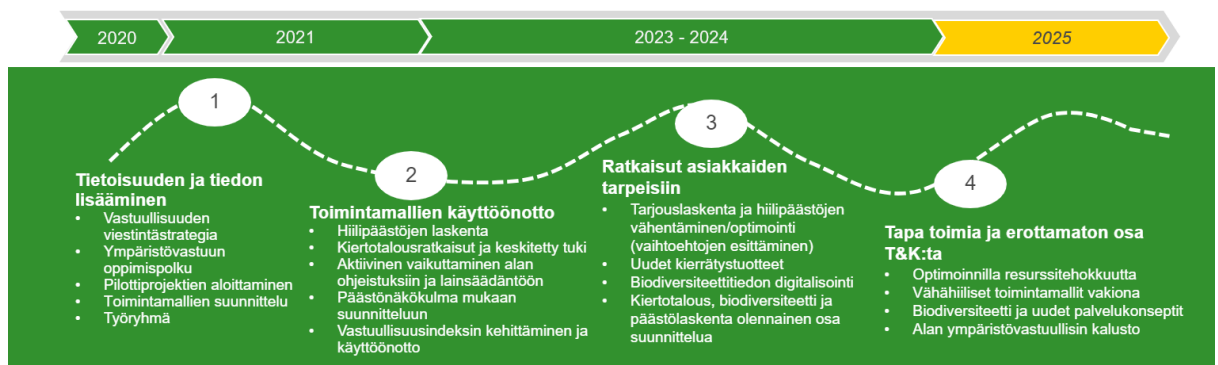 2020
2021
2023 - 2024
2025
1
Tietoisuuden ja tiedon
lisääminen
• Vastuullisuuden
viestintästrategia
• Ympäristövastuun
oppimispolku
• Pilottiprojektien aloittaminen
• Toimintamallien suunnittelu
• Työryhmä
2
Toimintamallien käyttöönotto
• Hiilipäästöjen laskenta
• Kiertotalousratkaisut ja keskitetty tuki
• Aktiivinen vaikuttaminen alan
ohjeistuksiin ja lainsäädäntöön
• Päästönäkökulma mukaan
suunnitteluun
• Vastuullisuusindeksin kehittäminen ja
käyttöönotto
3
Ratkaisut asiakkaiden
tarpeisiin
• Tarjouslaskenta ja hiilipäästöjen
vähentäminen/optimointi
(vaihtoehtojen esittäminen)
• Uudet kierrätystuotteet
• Biodiversiteettitiedon digitalisointi
• Kiertotalous, biodiversiteetti ja
päästölaskenta olennainen osa
suunnittelua
4
Tapa toimia ja erottamaton osa
T&K:ta
• Optimoinnilla resurssitehokkuutta
• Vähähiiliset toimintamallit vakiona
• Biodiversiteetti ja uudet palvelukonseptit
• Alan ympäristövastuullisin kalusto